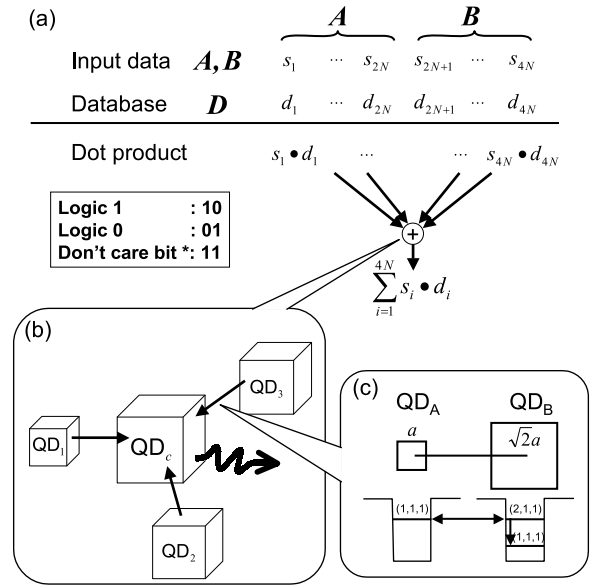 (a)
A B
Input data A, B s1 ... s2N s2N+1 ... s4N
Database D d1 ... d2N d2N+1 ... d4N
Dot product s1 • d1 ... ... s4N • d4N
Logic 1 : 10
Logic 0 : 01
Don't care bit *: 11
+
4N
∑ si • di
i=1
(b)
QD3
QD1
QDc
QD2
(c)
QDA QDB
a √2a
(1,1,1) (2,1,1)
(1,1,1)